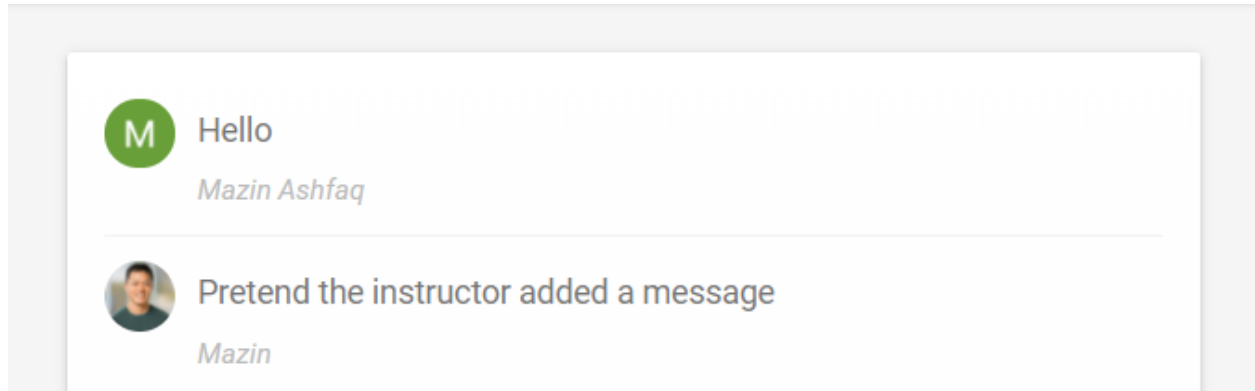 M
Hello
Mazin Ashfaq
Pretend the instructor added a message
Mazin